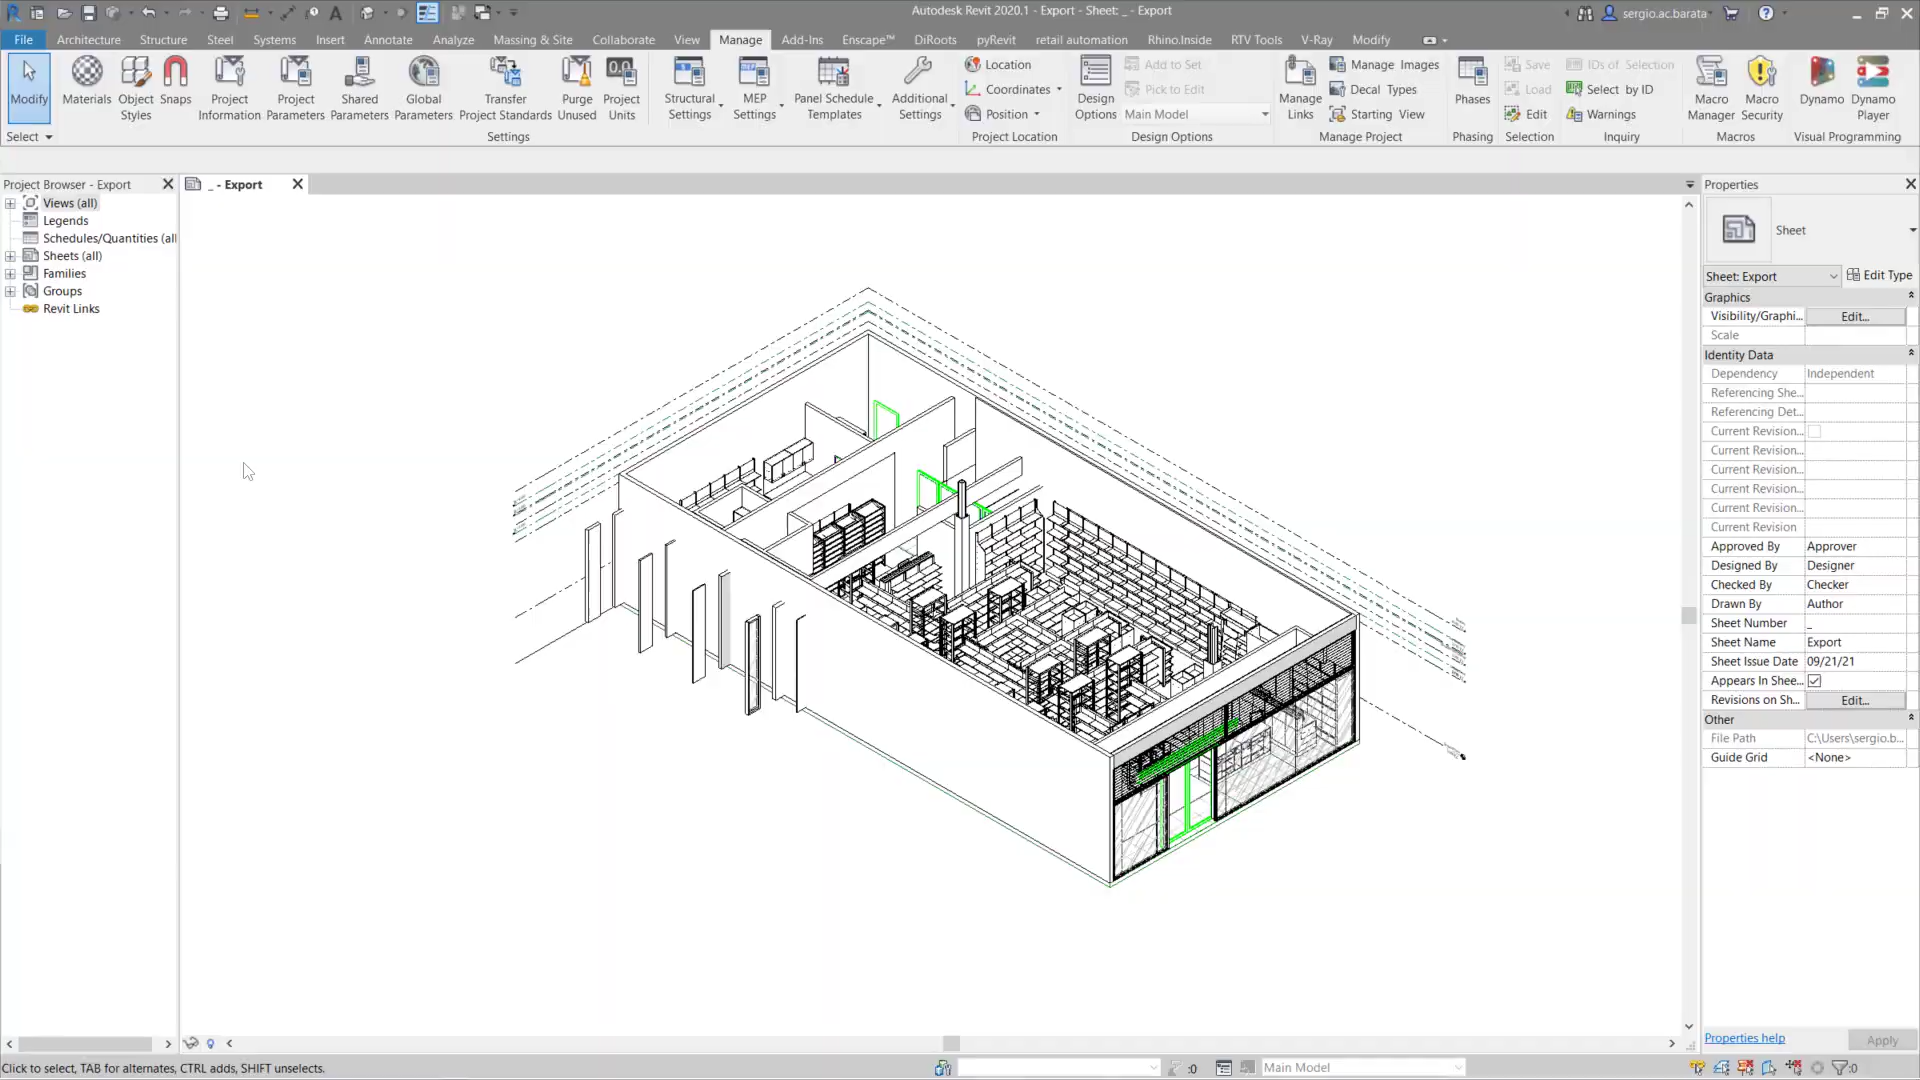 Autodesk Revit 2020.1 - Export - Sheet: _ - Export
sergio.ac.barata
File Architecture Structure Steel Systems Insert Annotate Analyze Massing & Site Collaborate View Manage Add-Ins Enscape™ DiRoots pyRevit retail automation Rhino.Inside RTV Tools V-Ray Modify
Modify
Materials
Object
Styles
Snaps
Project
Information
Project
Parameters
Shared
Parameters
Global
Parameters
Transfer
Project Standards
Purge
Unused
Project
Units
Structural
Settings
MEP
Settings
Panel Schedule
Templates
Additional
Settings
Location
Coordinates
Position
Design
Options
Add to Set
Pick to Edit
Main Model
Manage
Links
Manage Images
Decal Types
Starting View
Phases
Save
Load
Edit
IDs of Selection
Select by ID
Warnings
Macro
Manager
Macro
Security
Dynamo
Dynamo
Player
Select
Settings
Project Location
Design Options
Manage Project
Phasing
Selection
Inquiry
Macros
Visual Programming
Project Browser - Export
Views (all)
Legends
Schedules/Quantities (all
Sheets (all)
Families
Groups
Revit Links
_ - Export
Properties
Sheet
Sheet: Export
Edit Type
Graphics
Visibility/Graphi... Edit...
Scale
Identity Data
Dependency Independent
Referencing She...
Referencing Det...
Current Revision...
Current Revision...
Current Revision...
Current Revision...
Current Revision...
Current Revision
Approved By Approver
Designed By Designer
Checked By Checker
Drawn By Author
Sheet Number _
Sheet Name Export
Sheet Issue Date 09/21/21
Appears In Shee...
Revisions on Sh... Edit...
Other
File Path C:\Users\sergio.b...
Guide Grid <None>
Properties help
Apply
Click to select, TAB for alternates, CTRL adds, SHIFT unselects.
:0
Main Model
:0